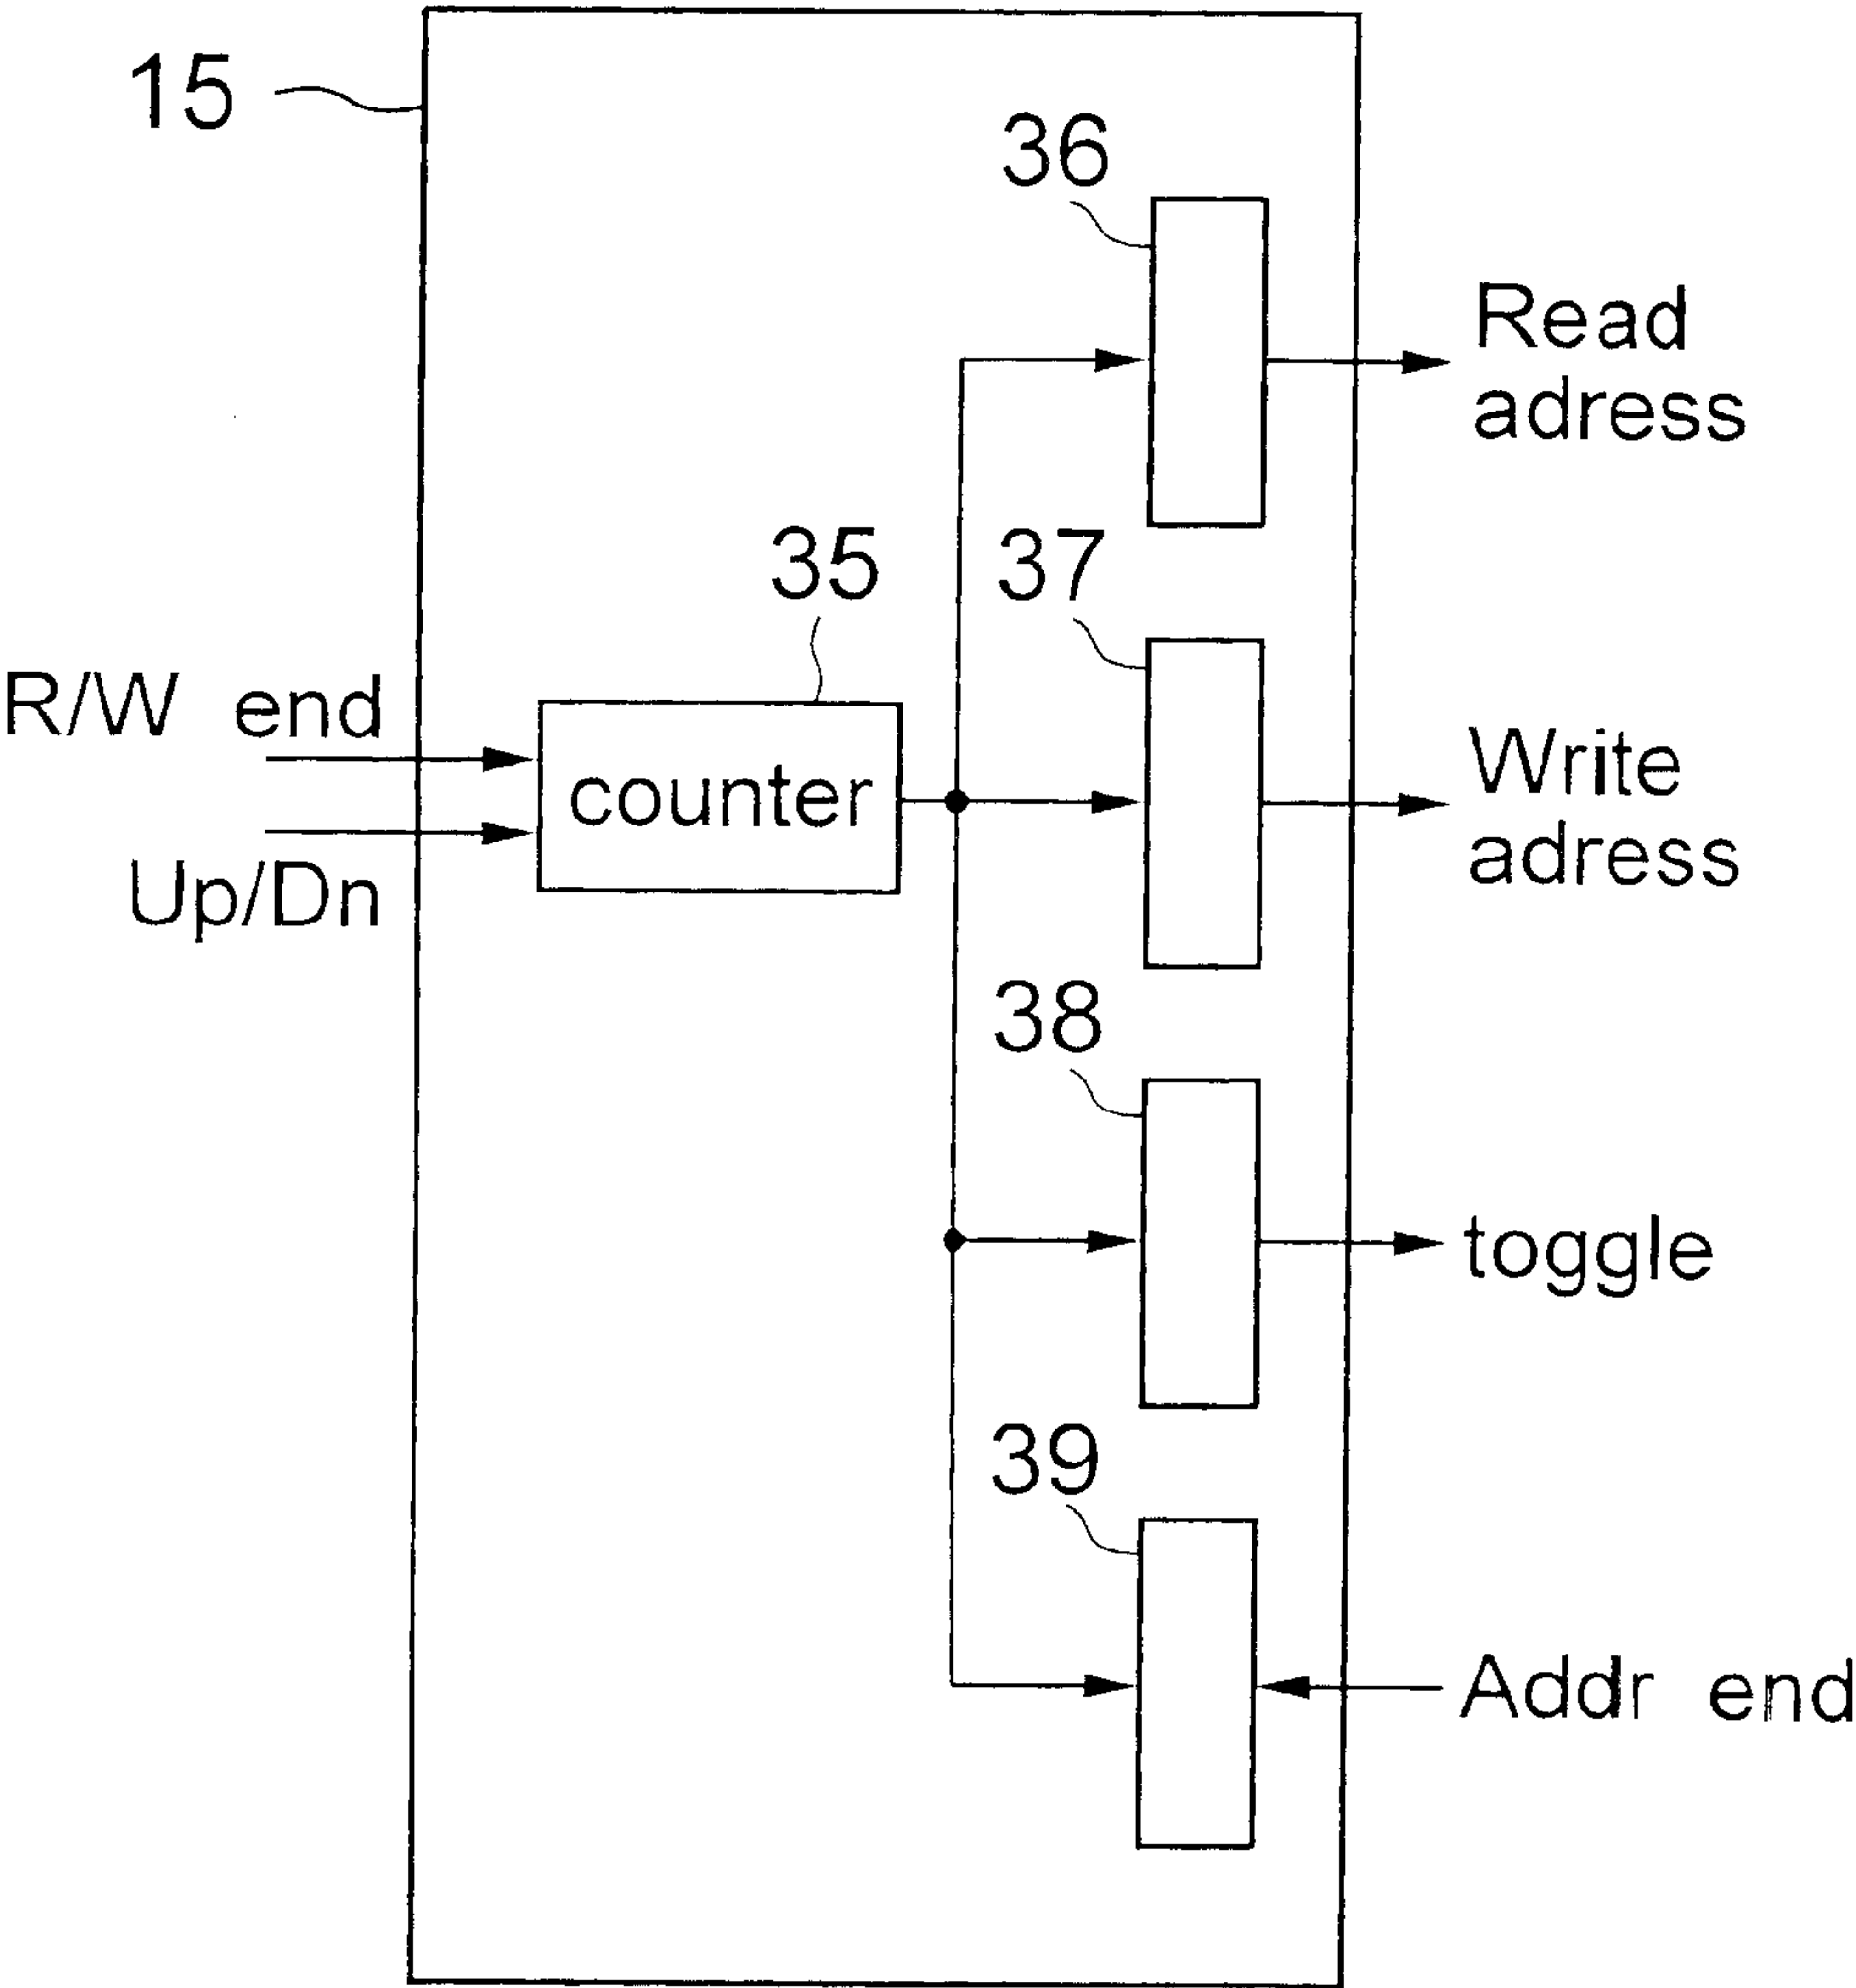 15
36
Read
adress
35
37
R/W end
counter
Write
adress
Up/Dn
38
toggle
39
Addr end